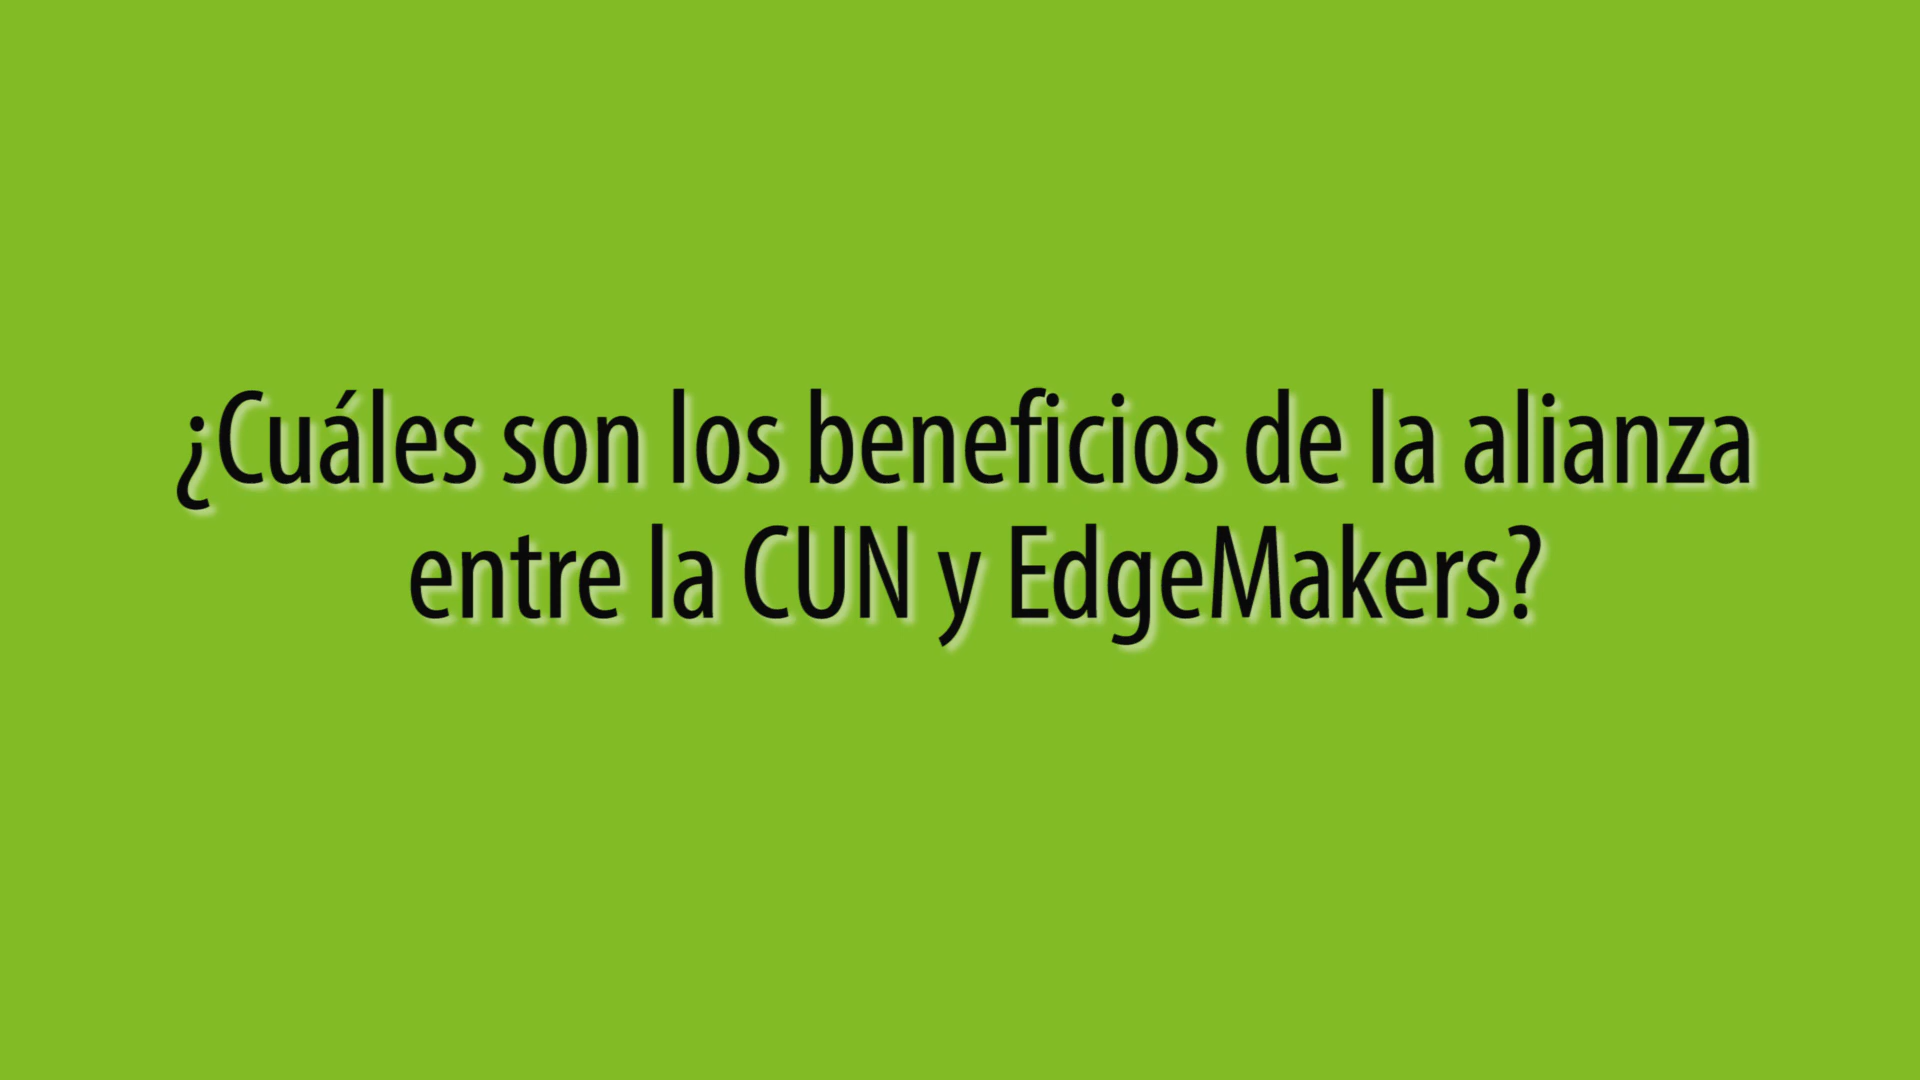 ¿Cuáles son los beneficios de la alianza
entre la CUN y EdgeMakers?